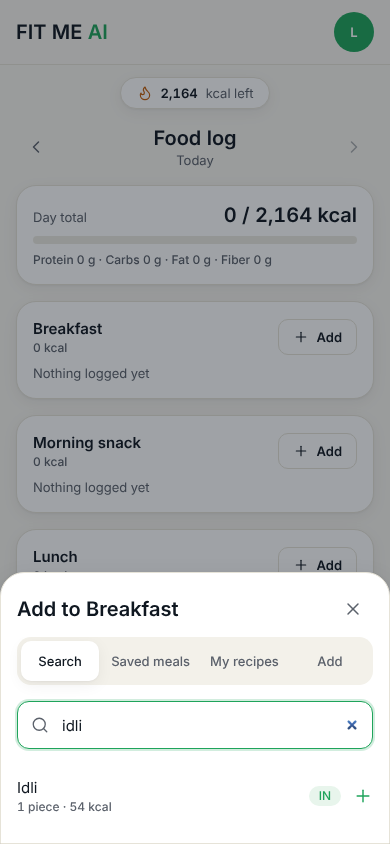 FIT ME AI
L
2,164 kcal left
Food log
Today
Day total
0 / 2,164 kcal
Protein 0 g · Carbs 0 g · Fat 0 g · Fiber 0 g
Breakfast
Add
0 kcal
Nothing logged yet
Morning snack
Add
0 kcal
Nothing logged yet
Lunch
Add
Add to Breakfast
Search
Saved meals
My recipes
Add
idli
Idli
1 piece · 54 kcal
IN